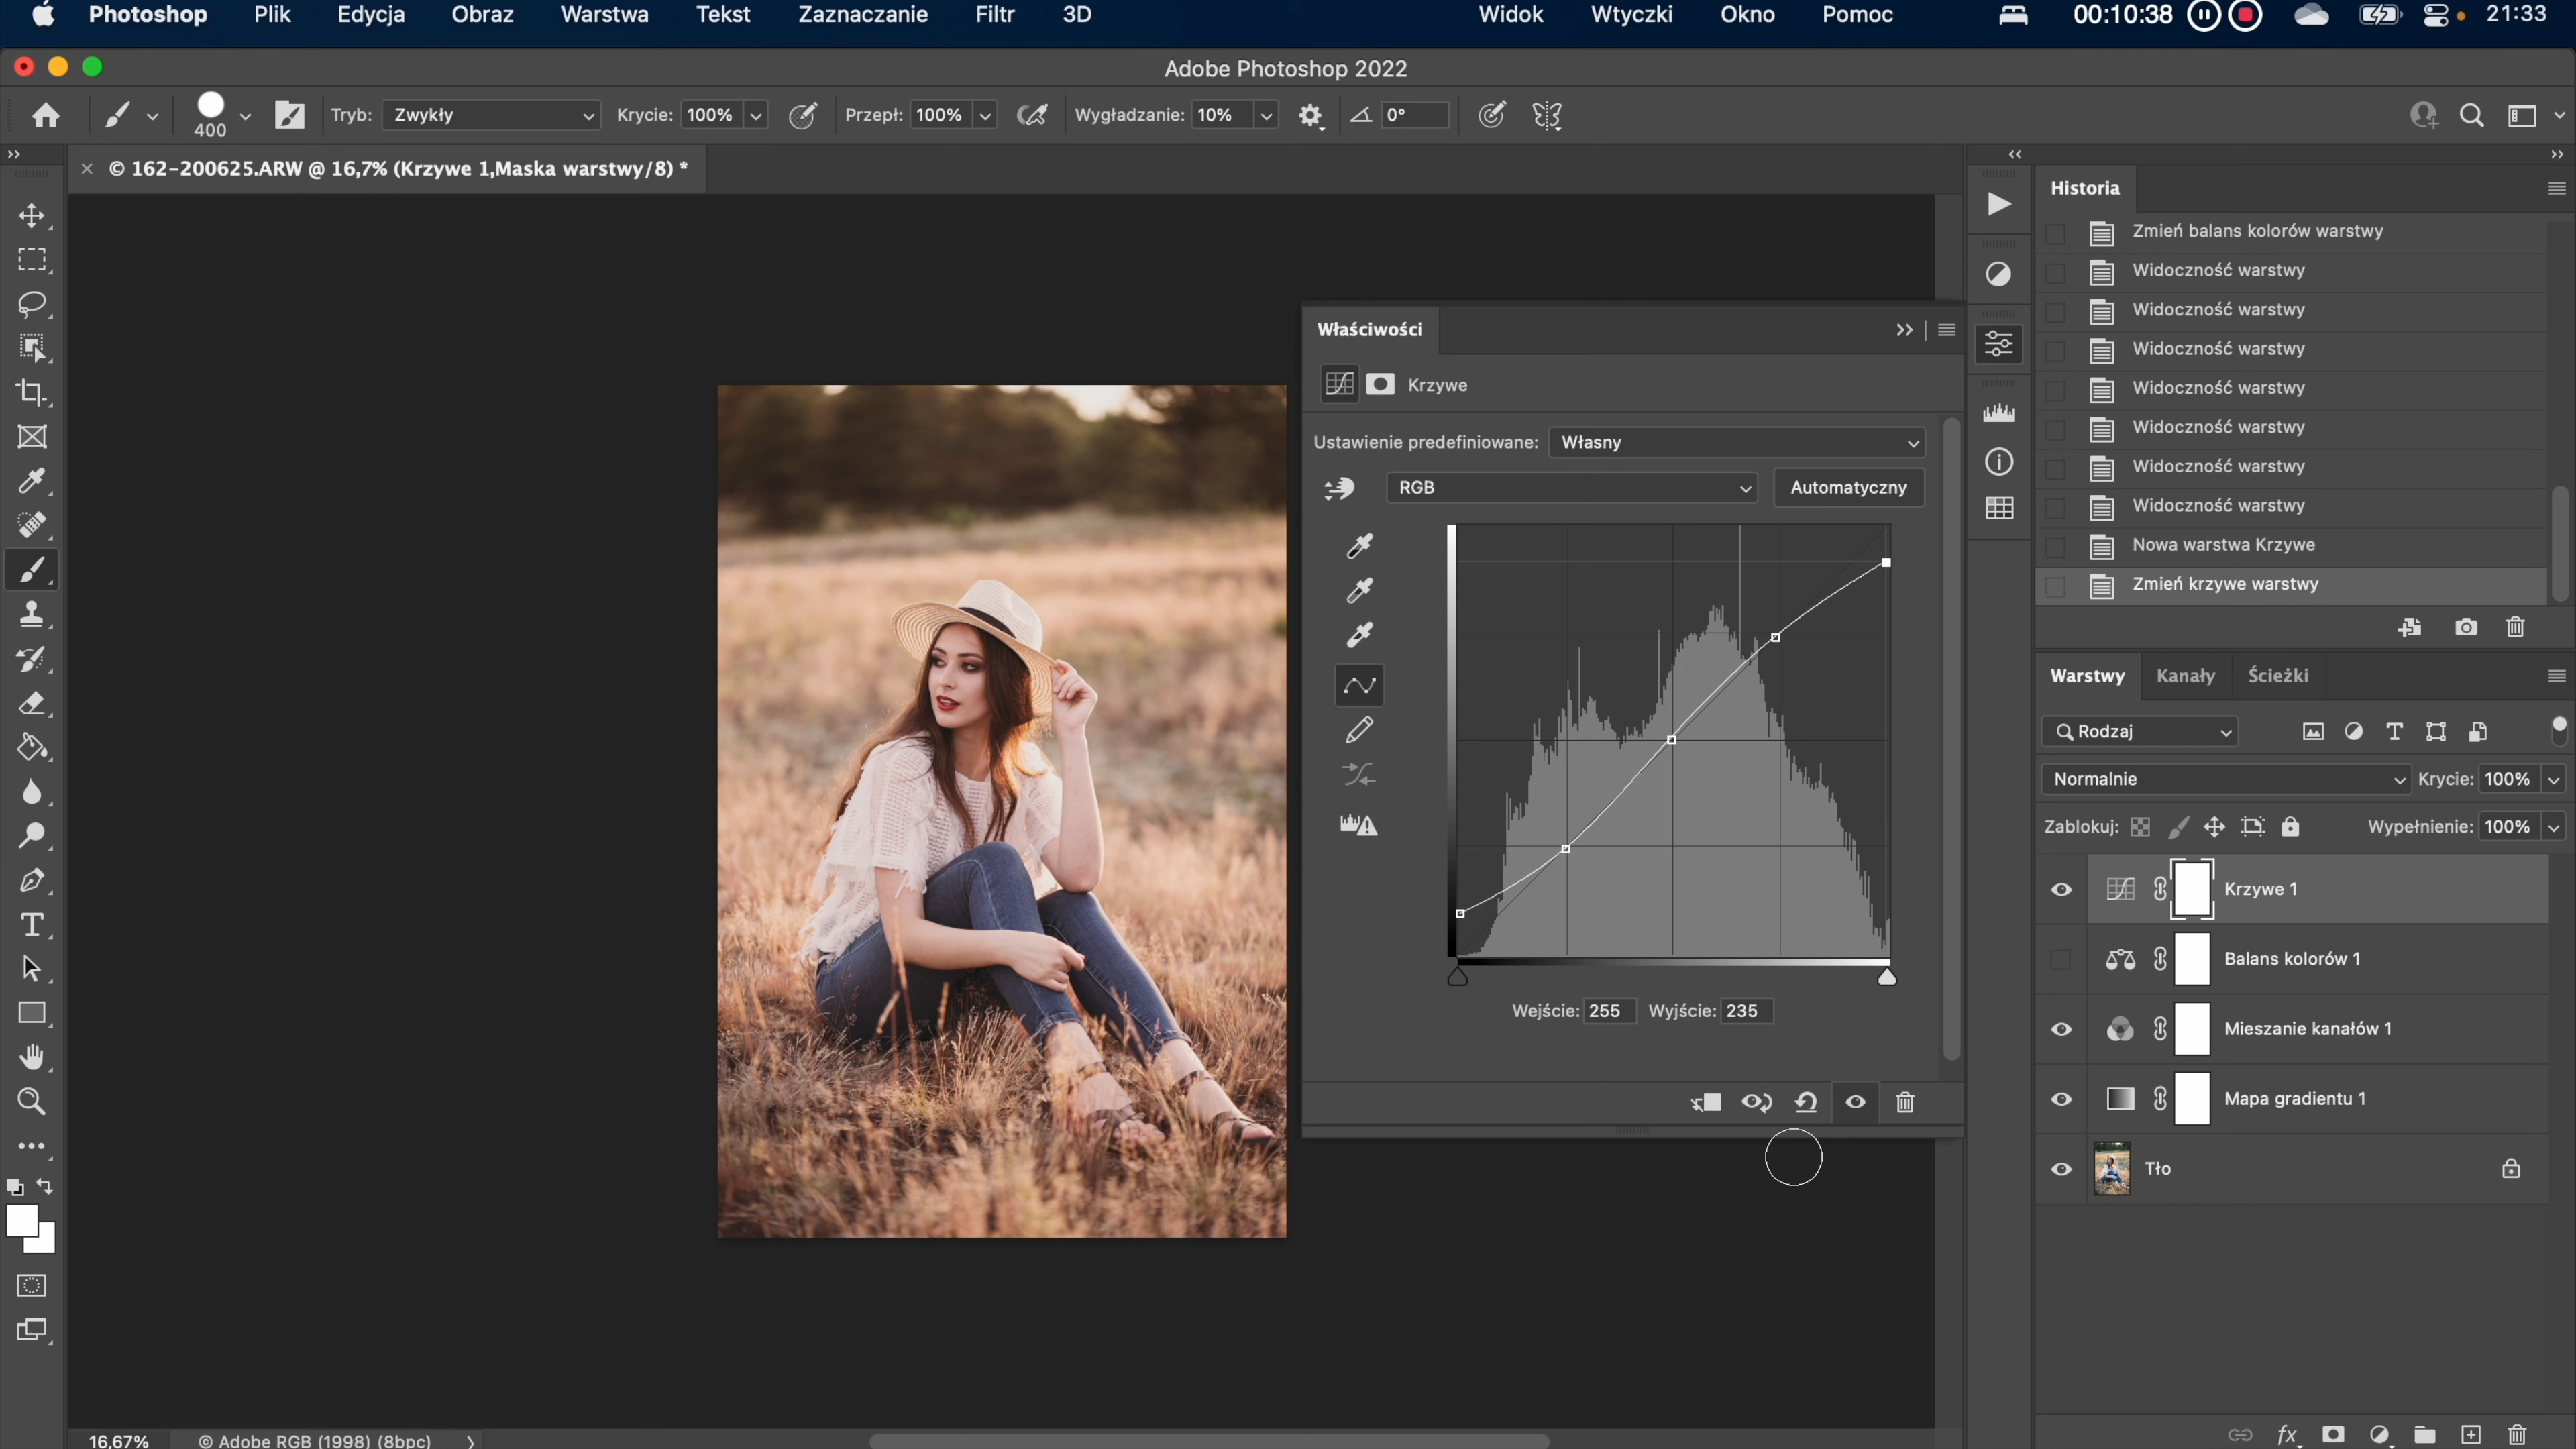 Photoshop Plik Edycja Obraz Warstwa Tekst Zaznaczanie Filtr 3D Widok Wtyczki Okno Pomoc 00:10:38 21:33
Adobe Photoshop 2022
400 Tryb: Zwykły Krycie: 100% Przepł: 100% Wygładzanie: 10% 0°
© 162-200625.ARW @ 16,7% (Krzywe 1,Maska warstwy/8) *
Historia
Zmień balans kolorów warstwy
Widoczność warstwy
Widoczność warstwy
Widoczność warstwy
Widoczność warstwy
Widoczność warstwy
Widoczność warstwy
Widoczność warstwy
Nowa warstwa Krzywe
Zmień krzywe warstwy
Właściwości
Krzywe
Ustawienie predefiniowane: Własny
RGB Automatyczny
Wejście: 255 Wyjście: 235
Warstwy Kanały Ścieżki
Rodzaj
Normalnie Krycie: 100%
Zablokuj: Wypełnienie: 100%
Krzywe 1
Balans kolorów 1
Mieszanie kanałów 1
Mapa gradientu 1
Tło
fx
16,67% © Adobe RGB (1998) (8bpc)